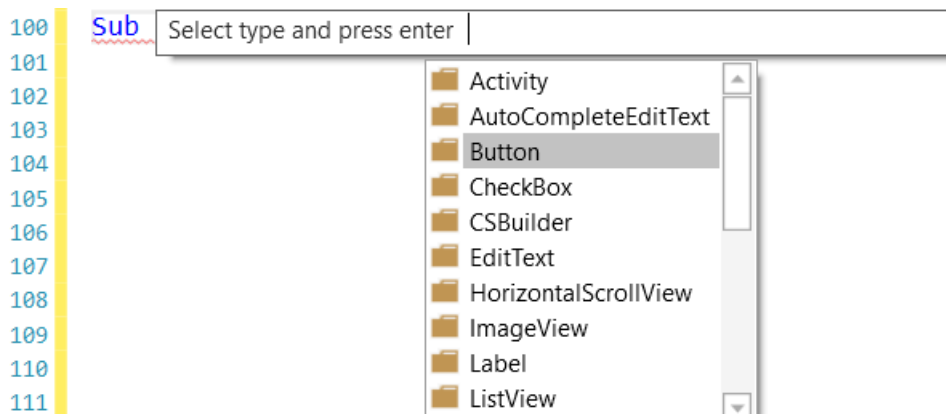 100 Sub Select type and press enter
101 Activity
102 AutoCompleteEditText
103 Button
104 CheckBox
105 CSBuilder
106 EditText
107 HorizontalScrollView
108 ImageView
109 Label
110 ListView
111